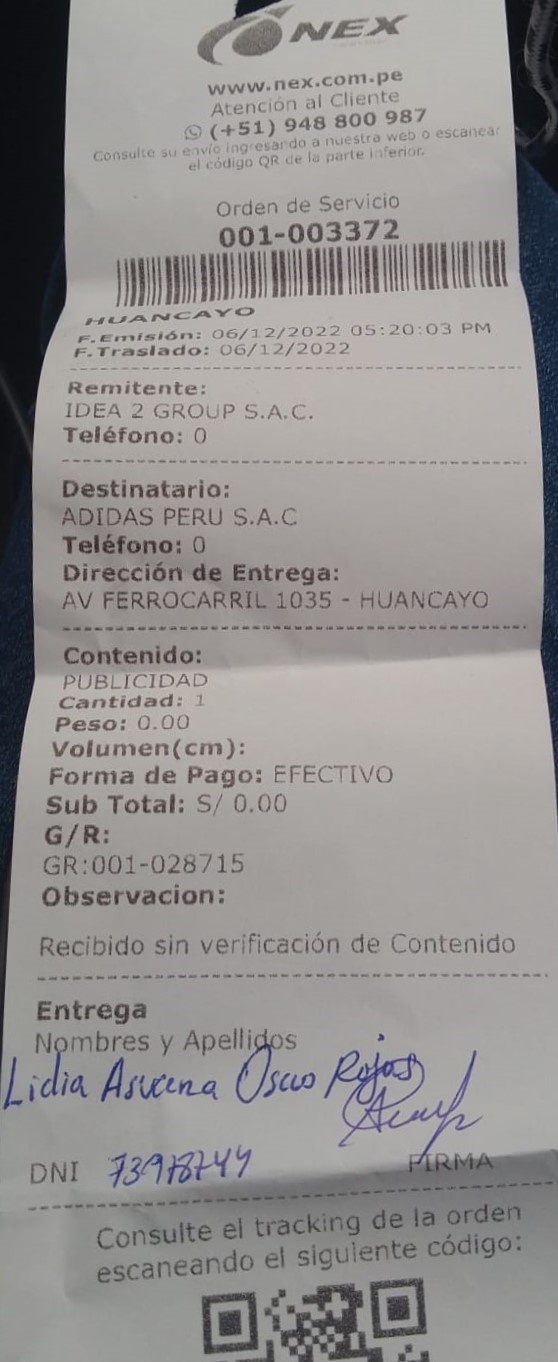 NEX
www.nex.com.pe
Atención al Cliente
(+51) 948 800 987
Consulte su envío ingresando a nuestra web o escanear
el código QR de la parte inferior.
Orden de Servicio
001-003372
HUANCAYO
F.Emisión: 06/12/2022 05:20:03 PM
F.Traslado: 06/12/2022
Remitente:
IDEA 2 GROUP S.A.C.
Teléfono: 0
Destinatario:
ADIDAS PERU S.A.C
Teléfono: 0
Dirección de Entrega:
AV FERROCARRIL 1035 - HUANCAYO
Contenido:
PUBLICIDAD
Cantidad: 1
Peso: 0.00
Volumen(cm):
Forma de Pago: EFECTIVO
Sub Total: S/ 0.00
G/R:
GR:001-028715
Observacion:
Recibido sin verificación de Contenido
Entrega
Nombres y Apellidos
Lidia Rojas
DNI
FIRMA
Consulte el tracking de la orden
escaneando el siguiente código: